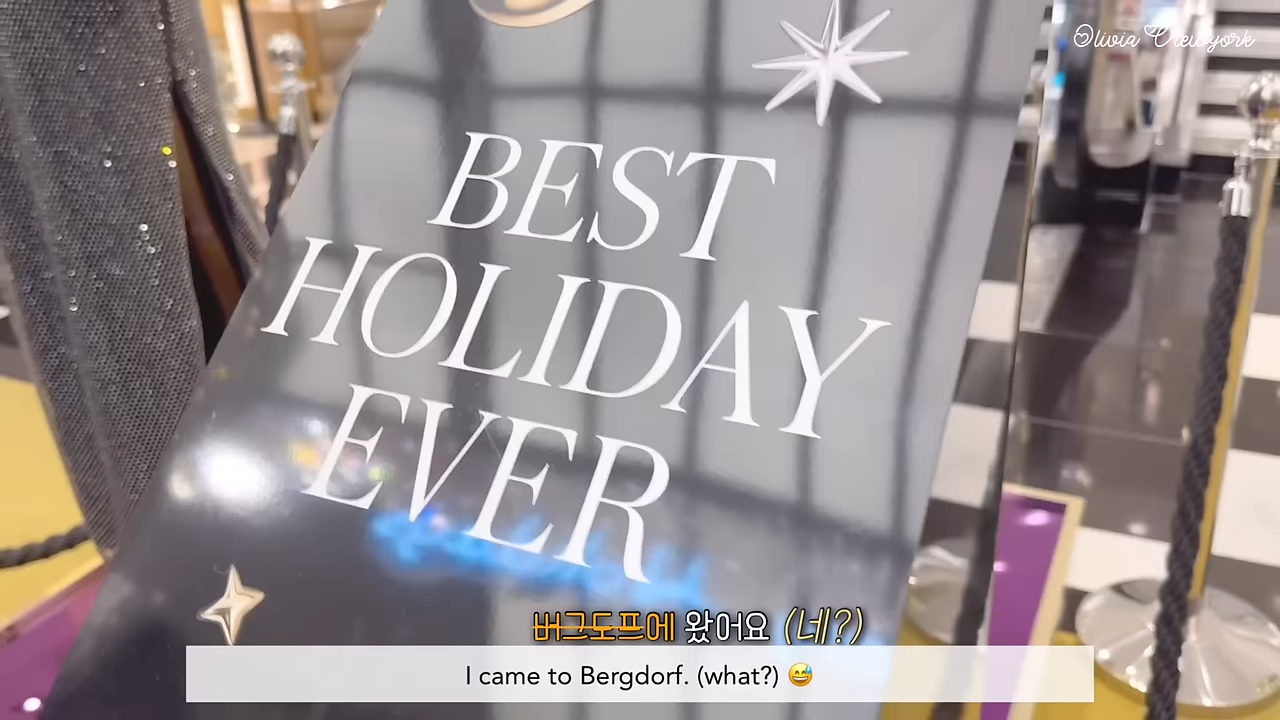 Olivia Newyork
BEST
HOLIDAY
EVER
버그도프에 왔어요 (네?)
I came to Bergdorf. (what?) 😅